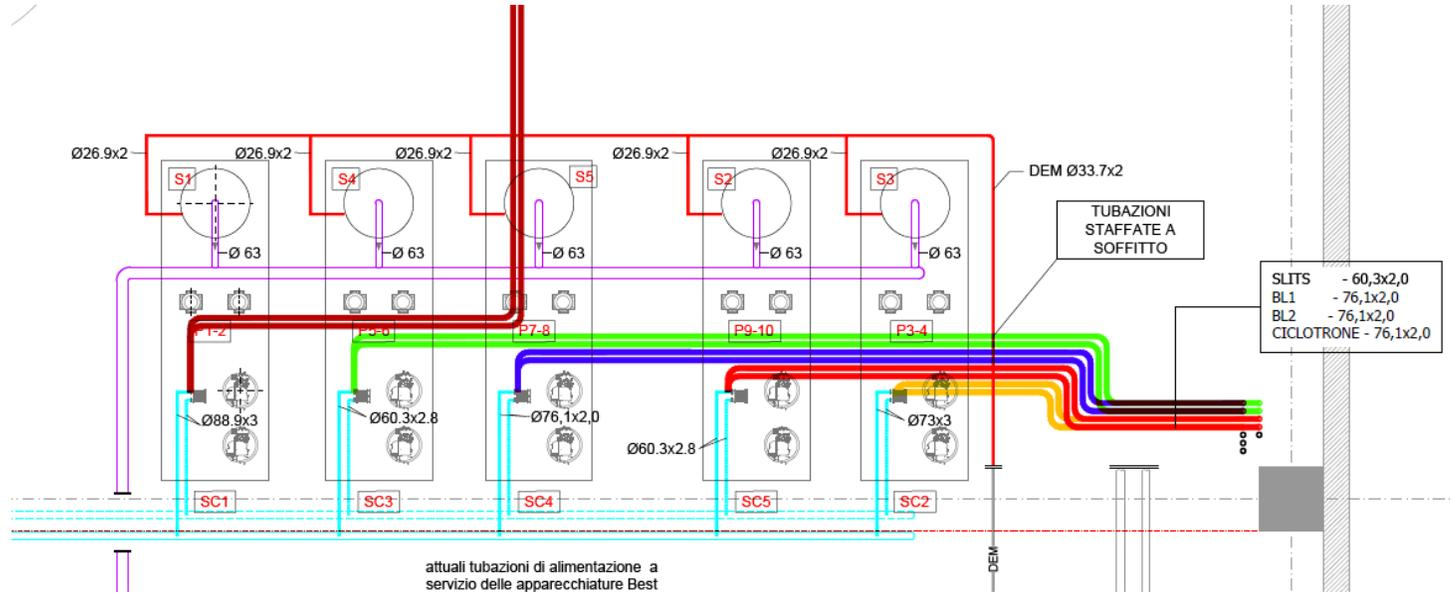 Ø26.9x2
Ø26.9x2
Ø26.9x2
Ø26.9x2
Ø26.9x2
S1
S4
S5
S2
S3
DEM Ø33.7x2
TUBAZIONI
STAFFATE A
SOFFITTO
Ø 63
Ø 63
Ø 63
Ø 63
Ø 63
SLITS - 60,3x2,0
BL1 - 76,1x2,0
BL2 - 76,1x2,0
CICLOTRONE - 76,1x2,0
P1-2
P5-6
P7-8
P9-10
P3-4
Ø88.9x3
Ø60.3x2.8
Ø76,1x2,0
Ø60.3x2.8
Ø73x3
SC1
SC3
SC4
SC5
SC2
DEM
attuali tubazioni di alimentazione a
servizio delle apparecchiature Best